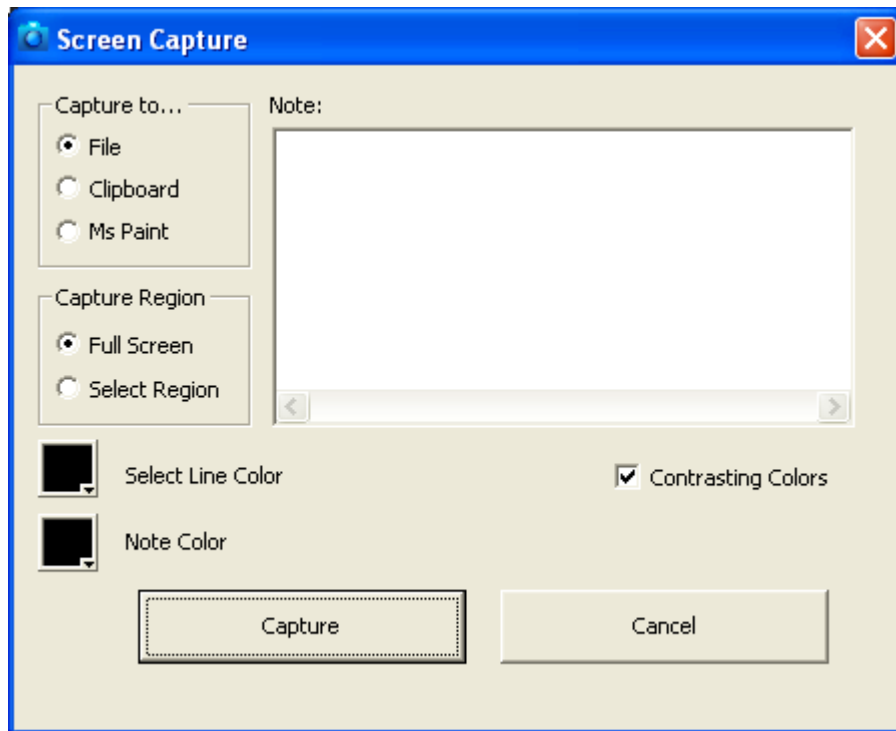 Screen Capture
Capture to...
File
Clipboard
Ms Paint
Note:
Capture Region
Full Screen
Select Region
Select Line Color
Contrasting Colors
Note Color
Capture
Cancel